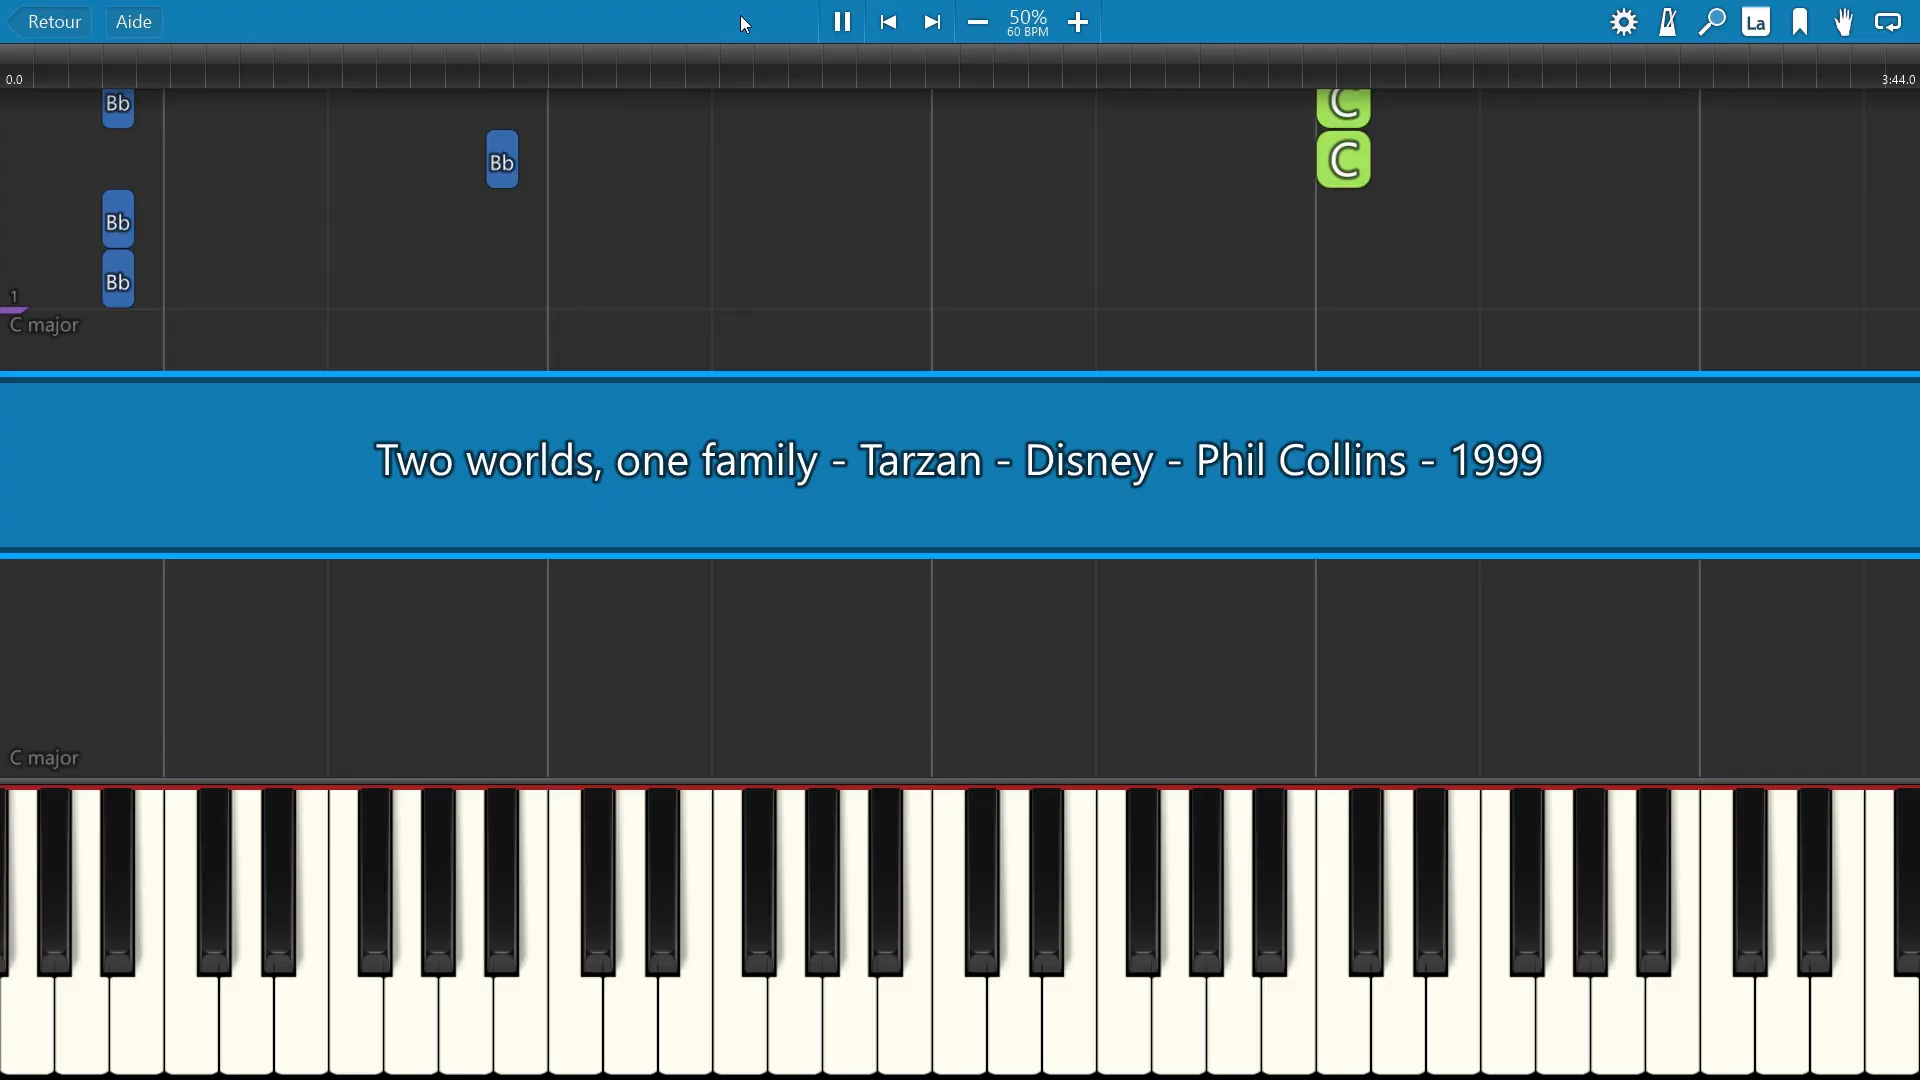 Retour
Aide
50%
60 BPM
La
0.0
3:44.0
Bb
C
Bb
C
Bb
Bb
1
C major
Two worlds, one family - Tarzan - Disney - Phil Collins - 1999
C major